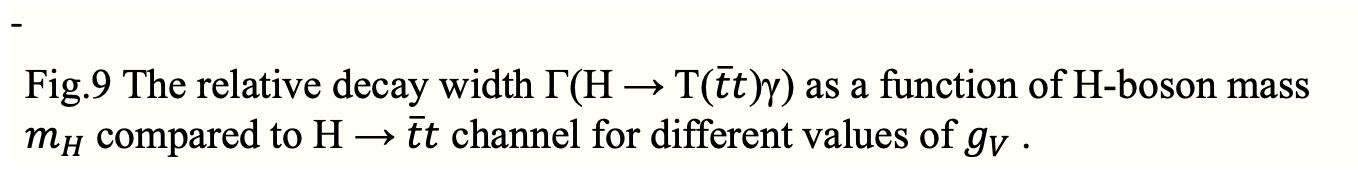 -
Fig.9 The relative decay width Γ(H → T(t̄t)γ) as a function of H-boson mass
m_H compared to H → t̄t channel for different values of g_V .